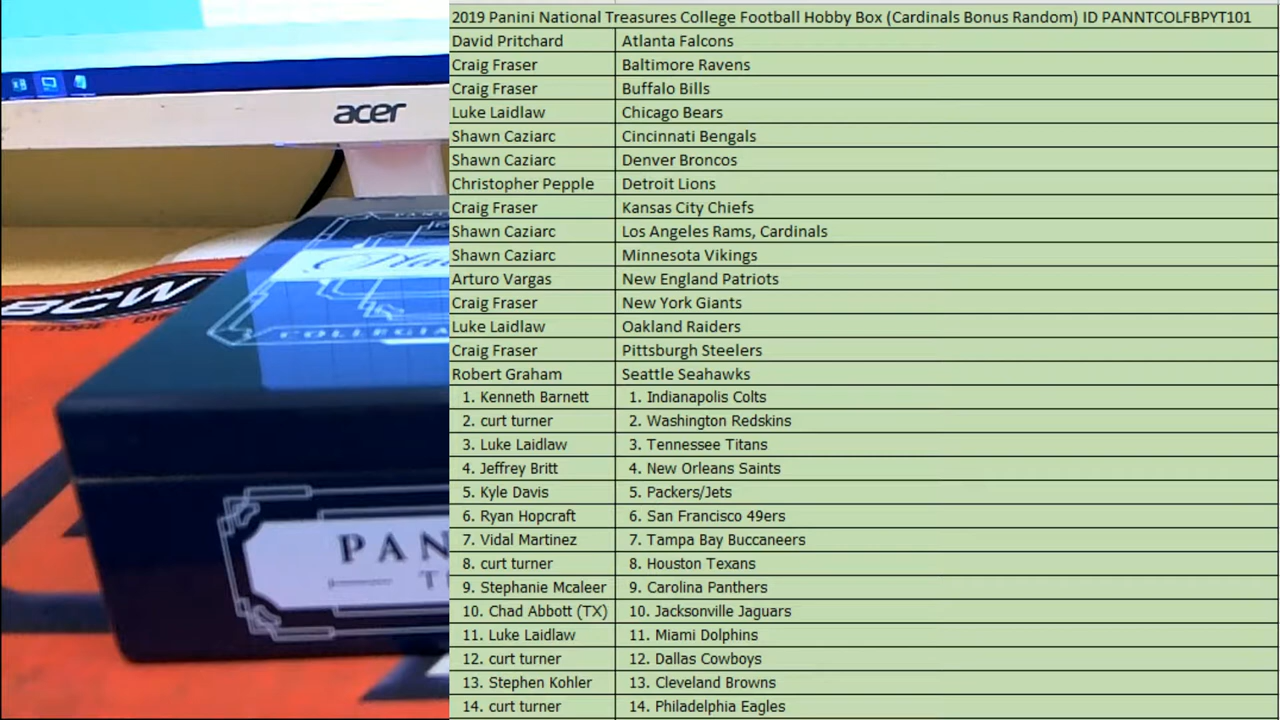 acer
BCW
COLLEGIA
PAN
T
2019 Panini National Treasures College Football Hobby Box (Cardinals Bonus Random) ID PANNTCOLFBPYT101
David Pritchard Atlanta Falcons
Craig Fraser Baltimore Ravens
Craig Fraser Buffalo Bills
Luke Laidlaw Chicago Bears
Shawn Caziarc Cincinnati Bengals
Shawn Caziarc Denver Broncos
Christopher Pepple Detroit Lions
Craig Fraser Kansas City Chiefs
Shawn Caziarc Los Angeles Rams, Cardinals
Shawn Caziarc Minnesota Vikings
Arturo Vargas New England Patriots
Craig Fraser New York Giants
Luke Laidlaw Oakland Raiders
Craig Fraser Pittsburgh Steelers
Robert Graham Seattle Seahawks
1. Kenneth Barnett 1. Indianapolis Colts
2. curt turner 2. Washington Redskins
3. Luke Laidlaw 3. Tennessee Titans
4. Jeffrey Britt 4. New Orleans Saints
5. Kyle Davis 5. Packers/Jets
6. Ryan Hopcraft 6. San Francisco 49ers
7. Vidal Martinez 7. Tampa Bay Buccaneers
8. curt turner 8. Houston Texans
9. Stephanie Mcaleer 9. Carolina Panthers
10. Chad Abbott (TX) 10. Jacksonville Jaguars
11. Luke Laidlaw 11. Miami Dolphins
12. curt turner 12. Dallas Cowboys
13. Stephen Kohler 13. Cleveland Browns
14. curt turner 14. Philadelphia Eagles